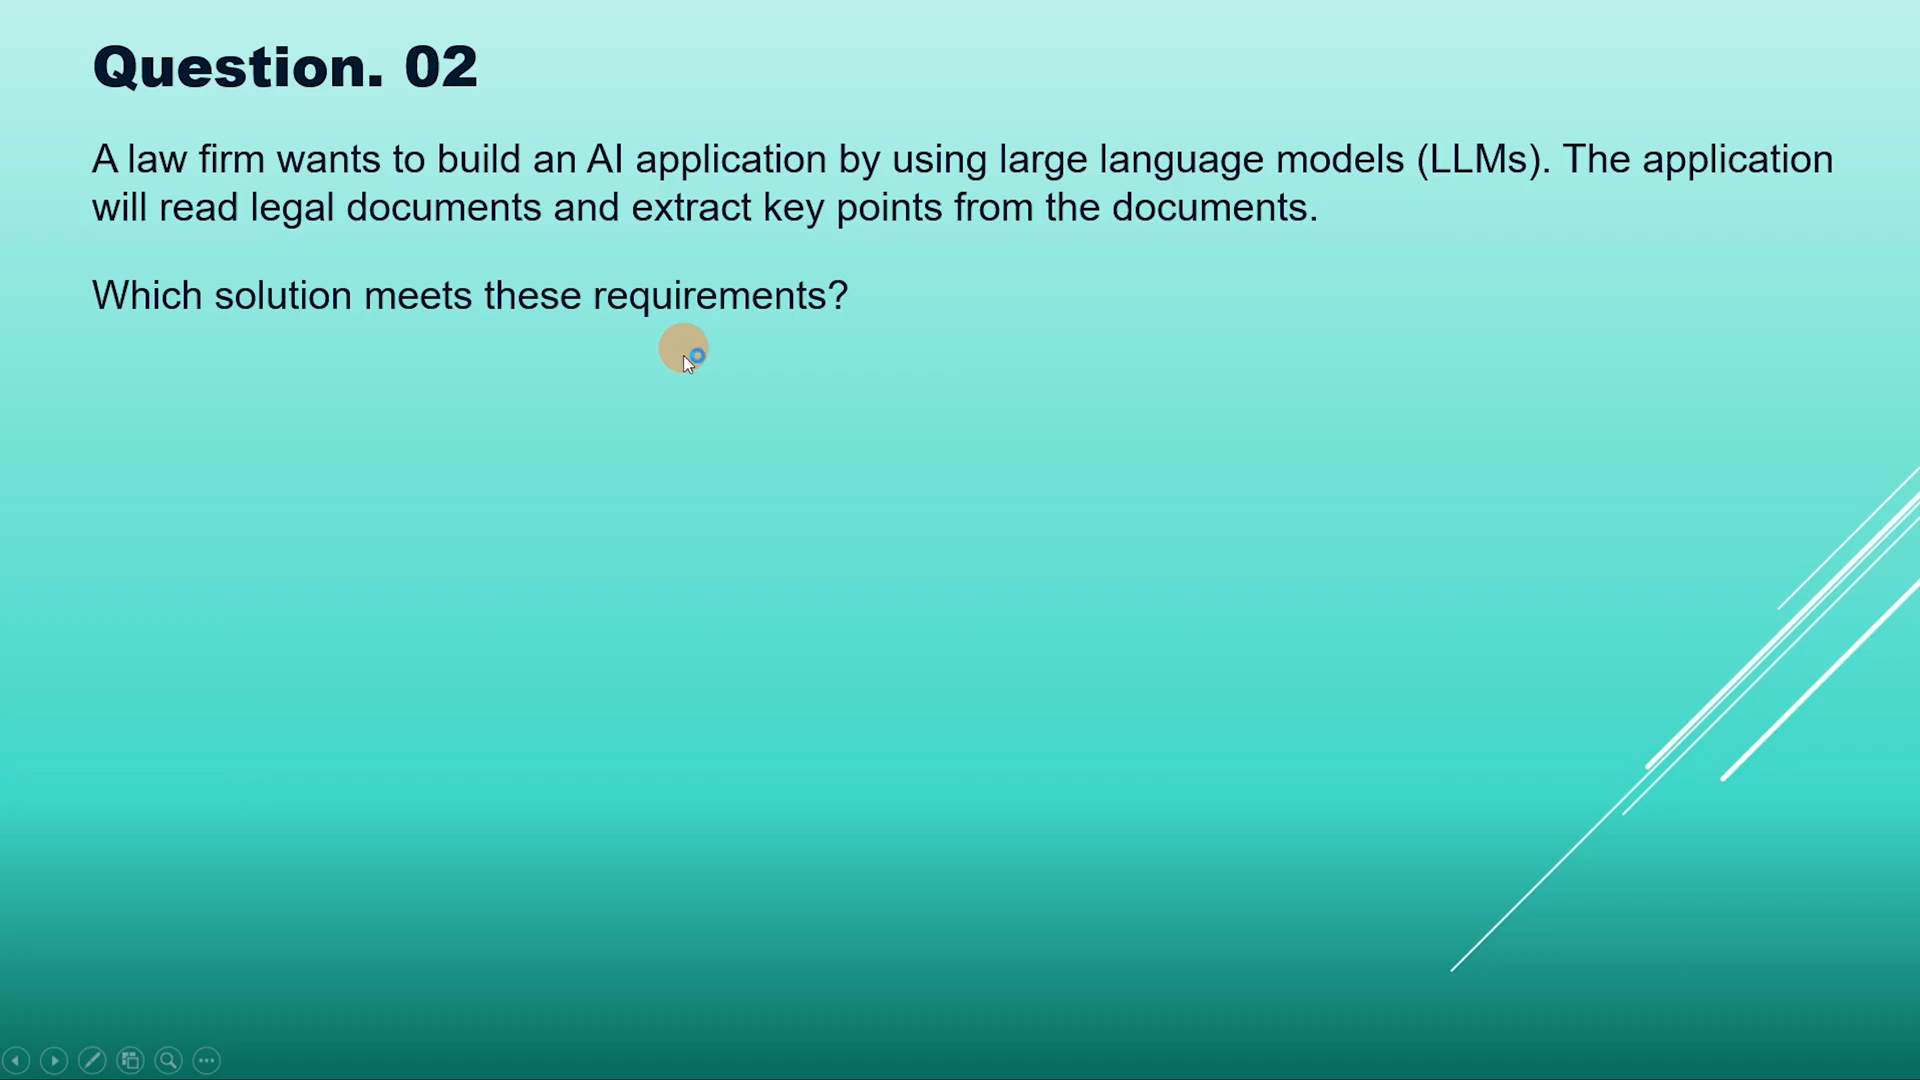 Question. 02
A law firm wants to build an AI application by using large language models (LLMs). The application
will read legal documents and extract key points from the documents.
Which solution meets these requirements?